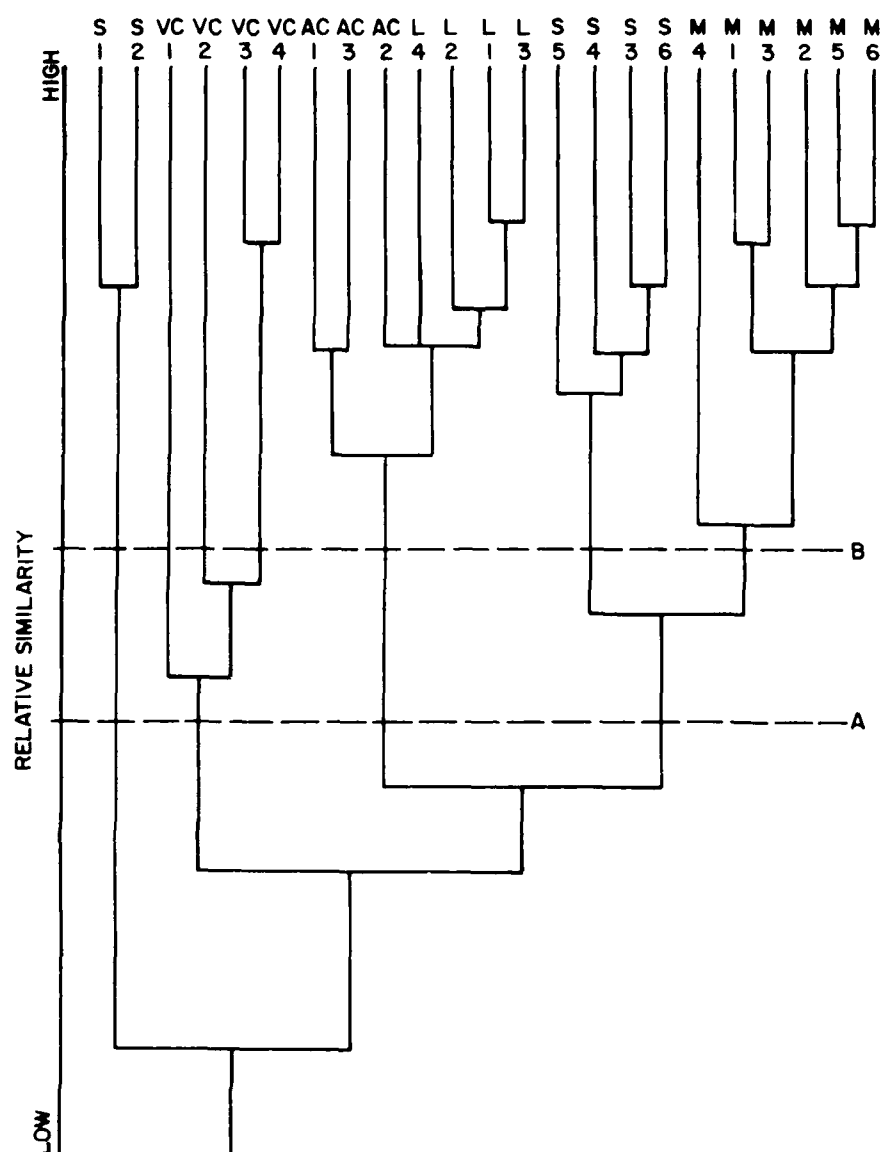 S S VC VC VC VC AC AC AC L L L L S S S S M M M M M M
1 2 1 2 3 4 1 3 2 4 2 1 3 5 4 3 6 4 1 3 2 5 6
HIGH
RELATIVE SIMILARITY
B
A
LOW